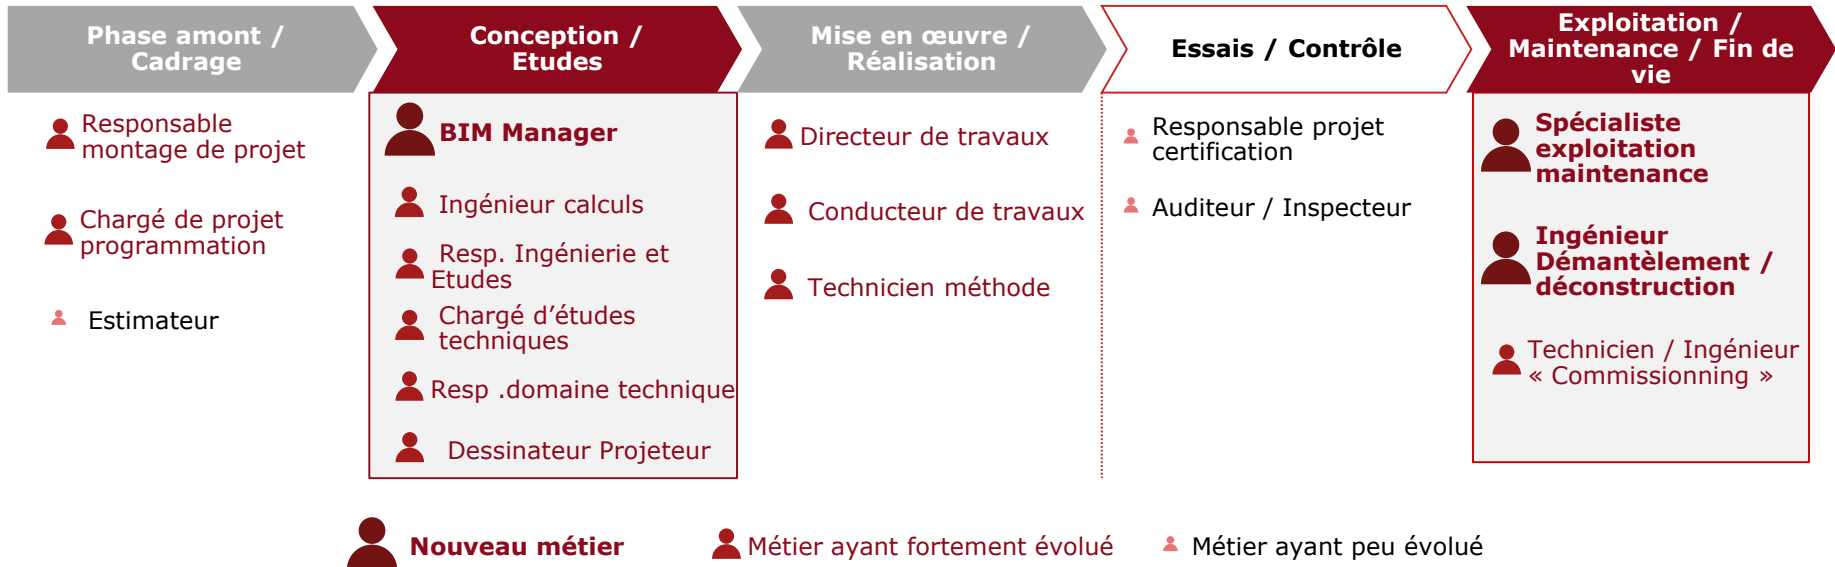 Phase amont /
Cadrage
Conception /
Etudes
Mise en œuvre /
Réalisation
Essais / Contrôle
Exploitation /
Maintenance / Fin de
vie
Responsable
montage de projet
Chargé de projet
programmation
Estimateur
BIM Manager
Ingénieur calculs
Resp. Ingénierie et
Etudes
Chargé d’études
techniques
Resp .domaine technique
Dessinateur Projeteur
Directeur de travaux
Conducteur de travaux
Technicien méthode
Responsable projet
certification
Auditeur / Inspecteur
Spécialiste
exploitation
maintenance
Ingénieur
Démantèlement /
déconstruction
Technicien / Ingénieur
« Commissionning »
Nouveau métier
Métier ayant fortement évolué
Métier ayant peu évolué